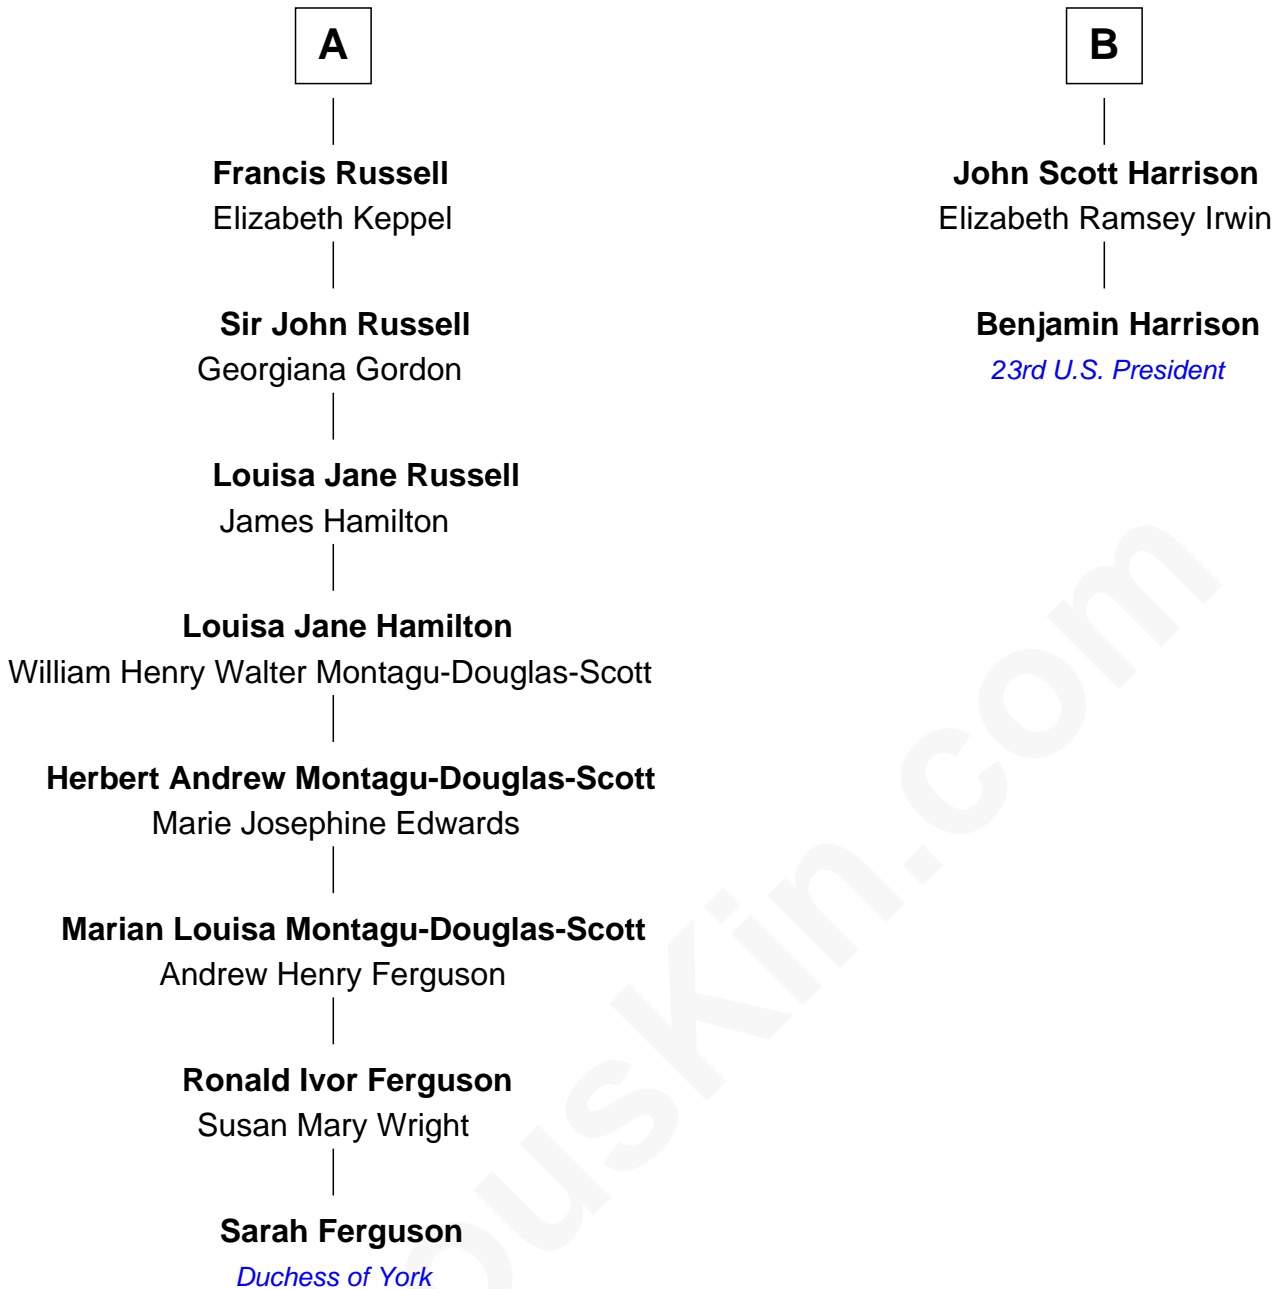 A
Francis Russell
Elizabeth Keppel
Sir John Russell
Georgiana Gordon
Louisa Jane Russell
James Hamilton
Louisa Jane Hamilton
William Henry Walter Montagu-Douglas-Scott
Herbert Andrew Montagu-Douglas-Scott
Marie Josephine Edwards
Marian Louisa Montagu-Douglas-Scott
Andrew Henry Ferguson
Ronald Ivor Ferguson
Susan Mary Wright
Sarah Ferguson
Duchess of York
B
John Scott Harrison
Elizabeth Ramsey Irwin
Benjamin Harrison
23rd U.S. President
ousKin.com